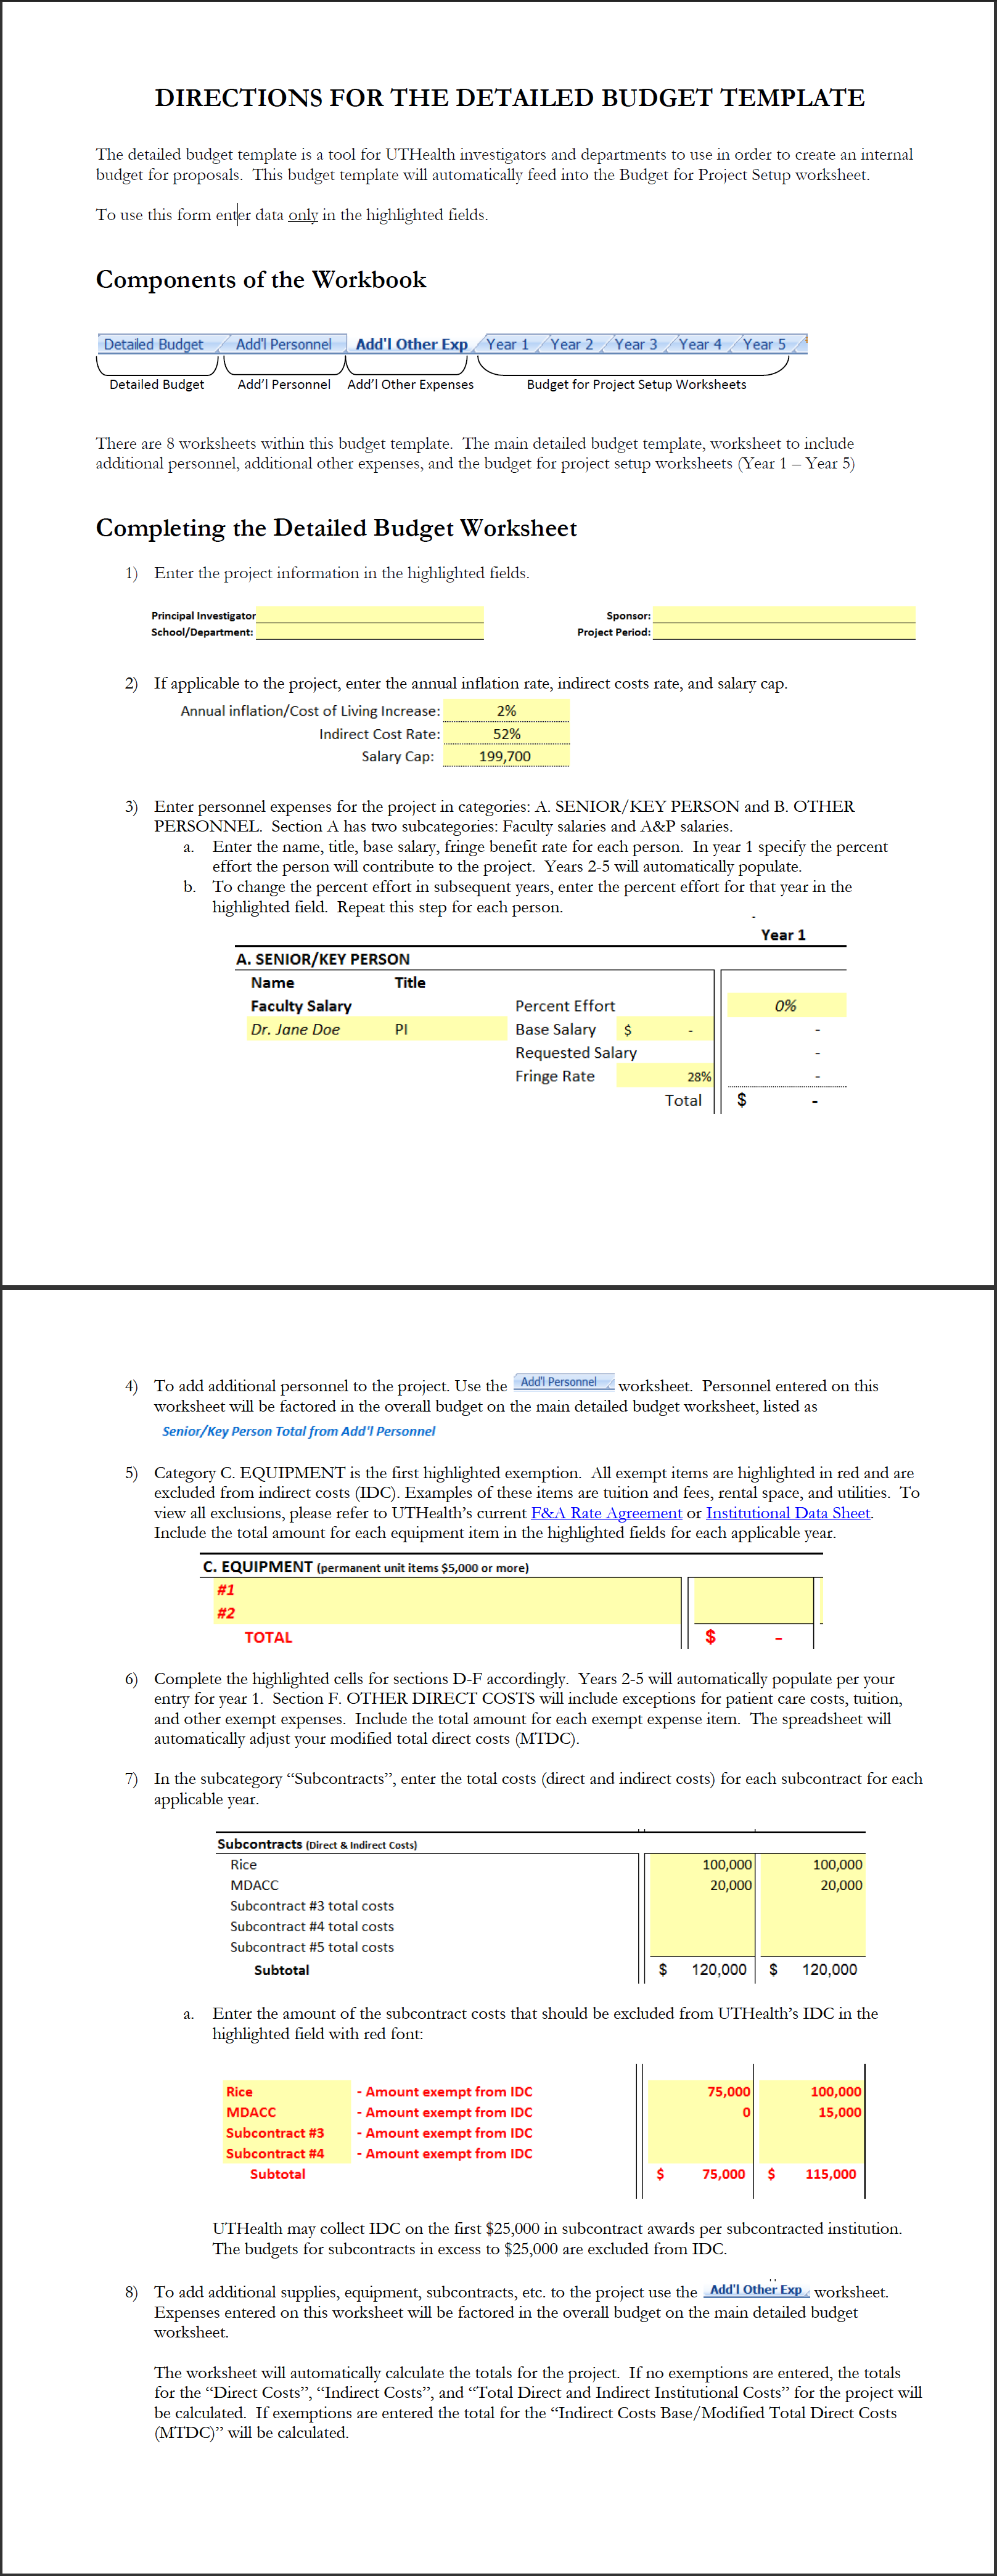 DIRECTIONS FOR THE DETAILED BUDGET TEMPLATE
The detailed budget template is a tool for UTHealth investigators and departments to use in order to create an internal
budget for proposals. This budget template will automatically feed into the Budget for Project Setup worksheet.
To use this form enter data only in the highlighted fields.
Components of the Workbook
Detailed Budget Add'l Personnel Add'l Other Exp Year 1 Year 2 Year 3 Year 4 Year 5
Detailed Budget Add'l Personnel Add'l Other Expenses Budget for Project Setup Worksheets
There are 8 worksheets within this budget template. The main detailed budget template, worksheet to include
additional personnel, additional other expenses, and the budget for project setup worksheets (Year 1 – Year 5)
Completing the Detailed Budget Worksheet
1) Enter the project information in the highlighted fields.
Principal Investigator Sponsor:
School/Department: Project Period:
2) If applicable to the project, enter the annual inflation rate, indirect costs rate, and salary cap.
Annual inflation/Cost of Living Increase: 2%
Indirect Cost Rate: 52%
Salary Cap: 199,700
3) Enter personnel expenses for the project in categories: A. SENIOR/KEY PERSON and B. OTHER
PERSONNEL. Section A has two subcategories: Faculty salaries and A&P salaries.
a. Enter the name, title, base salary, fringe benefit rate for each person. In year 1 specify the percent
effort the person will contribute to the project. Years 2-5 will automatically populate.
b. To change the percent effort in subsequent years, enter the percent effort for that year in the
highlighted field. Repeat this step for each person.
Year 1
A. SENIOR/KEY PERSON
Name Title
Faculty Salary Percent Effort 0%
Dr. Jane Doe PI Base Salary $ - -
Requested Salary -
Fringe Rate 28% -
Total $ -
4) To add additional personnel to the project. Use the Add'l Personnel worksheet. Personnel entered on this
worksheet will be factored in the overall budget on the main detailed budget worksheet, listed as
Senior/Key Person Total from Add'l Personnel
5) Category C. EQUIPMENT is the first highlighted exemption. All exempt items are highlighted in red and are
excluded from indirect costs (IDC). Examples of these items are tuition and fees, rental space, and utilities. To
view all exclusions, please refer to UTHealth's current F&A Rate Agreement or Institutional Data Sheet.
Include the total amount for each equipment item in the highlighted fields for each applicable year.
C. EQUIPMENT (permanent unit items $5,000 or more)
#1
#2
TOTAL $ -
6) Complete the highlighted cells for sections D-F accordingly. Years 2-5 will automatically populate per your
entry for year 1. Section F. OTHER DIRECT COSTS will include exceptions for patient care costs, tuition,
and other exempt expenses. Include the total amount for each exempt expense item. The spreadsheet will
automatically adjust your modified total direct costs (MTDC).
7) In the subcategory “Subcontracts”, enter the total costs (direct and indirect costs) for each subcontract for each
applicable year.
Subcontracts (Direct & Indirect Costs)
Rice 100,000 100,000
MDACC 20,000 20,000
Subcontract #3 total costs
Subcontract #4 total costs
Subcontract #5 total costs
Subtotal $ 120,000 $ 120,000
a. Enter the amount of the subcontract costs that should be excluded from UTHealth's IDC in the
highlighted field with red font:
Rice - Amount exempt from IDC 75,000 100,000
MDACC - Amount exempt from IDC 0 15,000
Subcontract #3 - Amount exempt from IDC
Subcontract #4 - Amount exempt from IDC
Subtotal $ 75,000 $ 115,000
UTHealth may collect IDC on the first $25,000 in subcontract awards per subcontracted institution.
The budgets for subcontracts in excess to $25,000 are excluded from IDC.
8) To add additional supplies, equipment, subcontracts, etc. to the project use the Add'l Other Exp worksheet.
Expenses entered on this worksheet will be factored in the overall budget on the main detailed budget
worksheet.
The worksheet will automatically calculate the totals for the project. If no exemptions are entered, the totals
for the “Direct Costs”, “Indirect Costs”, and “Total Direct and Indirect Institutional Costs” for the project will
be calculated. If exemptions are entered the total for the “Indirect Costs Base/Modified Total Direct Costs
(MTDC)” will be calculated.